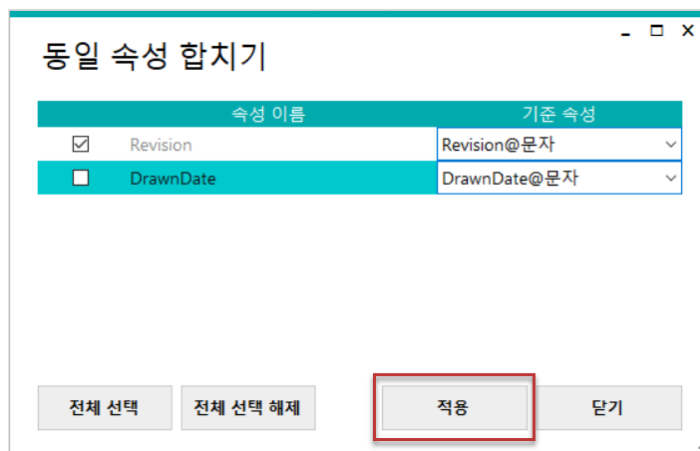 동일 속성 합치기
속성 이름 기준 속성
Revision Revision@문자
DrawnDate DrawnDate@문자
전체 선택 전체 선택 해제 적용 닫기